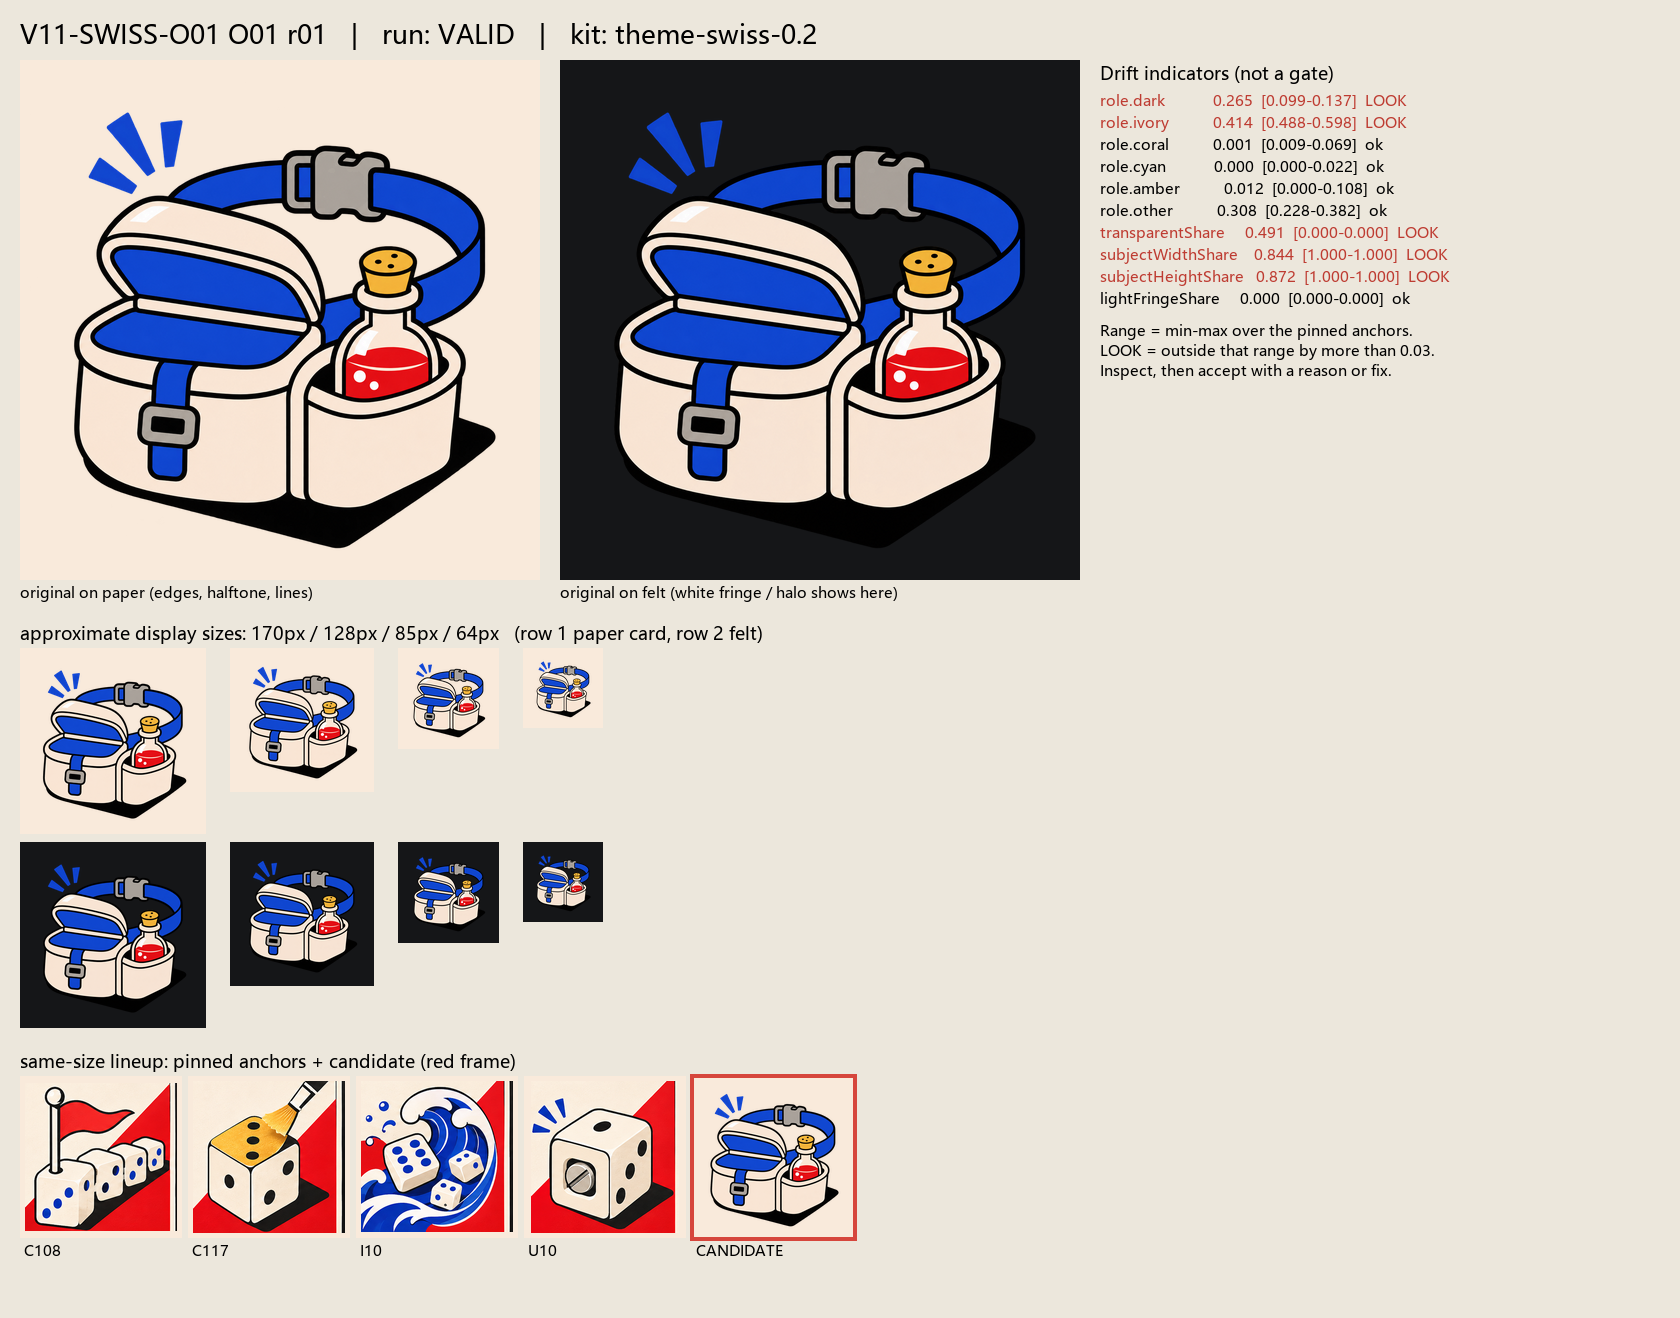 V11-SWISS-O01 O01 r01 | run: VALID | kit: theme-swiss-0.2
Drift indicators (not a gate)
role.dark 0.265 [0.099-0.137] LOOK
role.ivory 0.414 [0.488-0.598] LOOK
role.coral 0.001 [0.009-0.069] ok
role.cyan 0.000 [0.000-0.022] ok
role.amber 0.012 [0.000-0.108] ok
role.other 0.308 [0.228-0.382] ok
transparentShare 0.491 [0.000-0.000] LOOK
subjectWidthShare 0.844 [1.000-1.000] LOOK
subjectHeightShare 0.872 [1.000-1.000] LOOK
lightFringeShare 0.000 [0.000-0.000] ok
Range = min-max over the pinned anchors.
LOOK = outside that range by more than 0.03.
Inspect, then accept with a reason or fix.
original on paper (edges, halftone, lines)
original on felt (white fringe / halo shows here)
approximate display sizes: 170px / 128px / 85px / 64px (row 1 paper card, row 2 felt)
same-size lineup: pinned anchors + candidate (red frame)
C108
C117
I10
U10
CANDIDATE